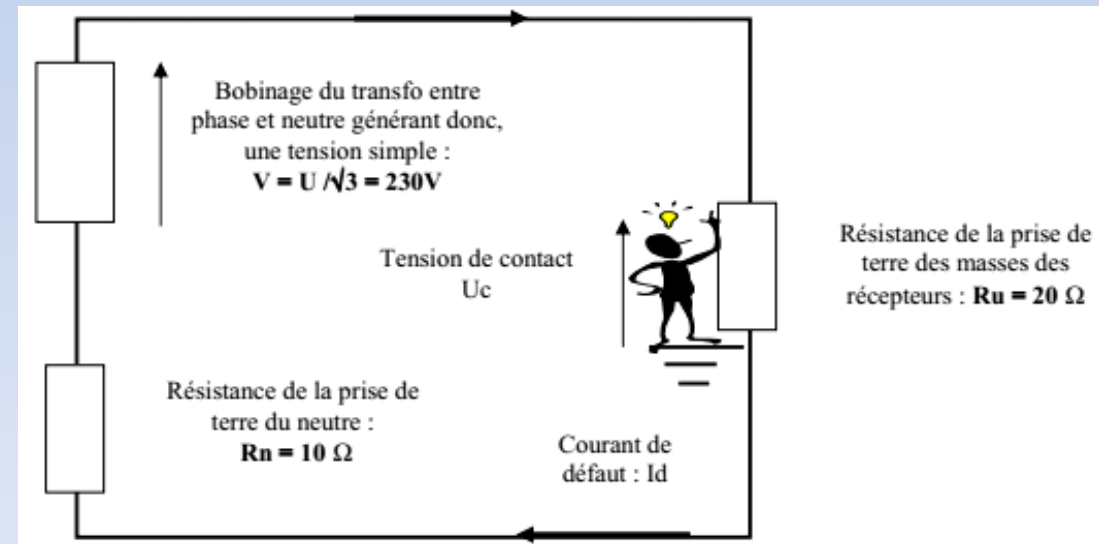 Bobinage du transfo entre
phase et neutre générant donc,
une tension simple :
V = U /√3 = 230V
Tension de contact
Uc
Résistance de la prise de
terre des masses des
récepteurs : Ru = 20 Ω
Résistance de la prise de
terre du neutre :
Rn = 10 Ω
Courant de
défaut : Id